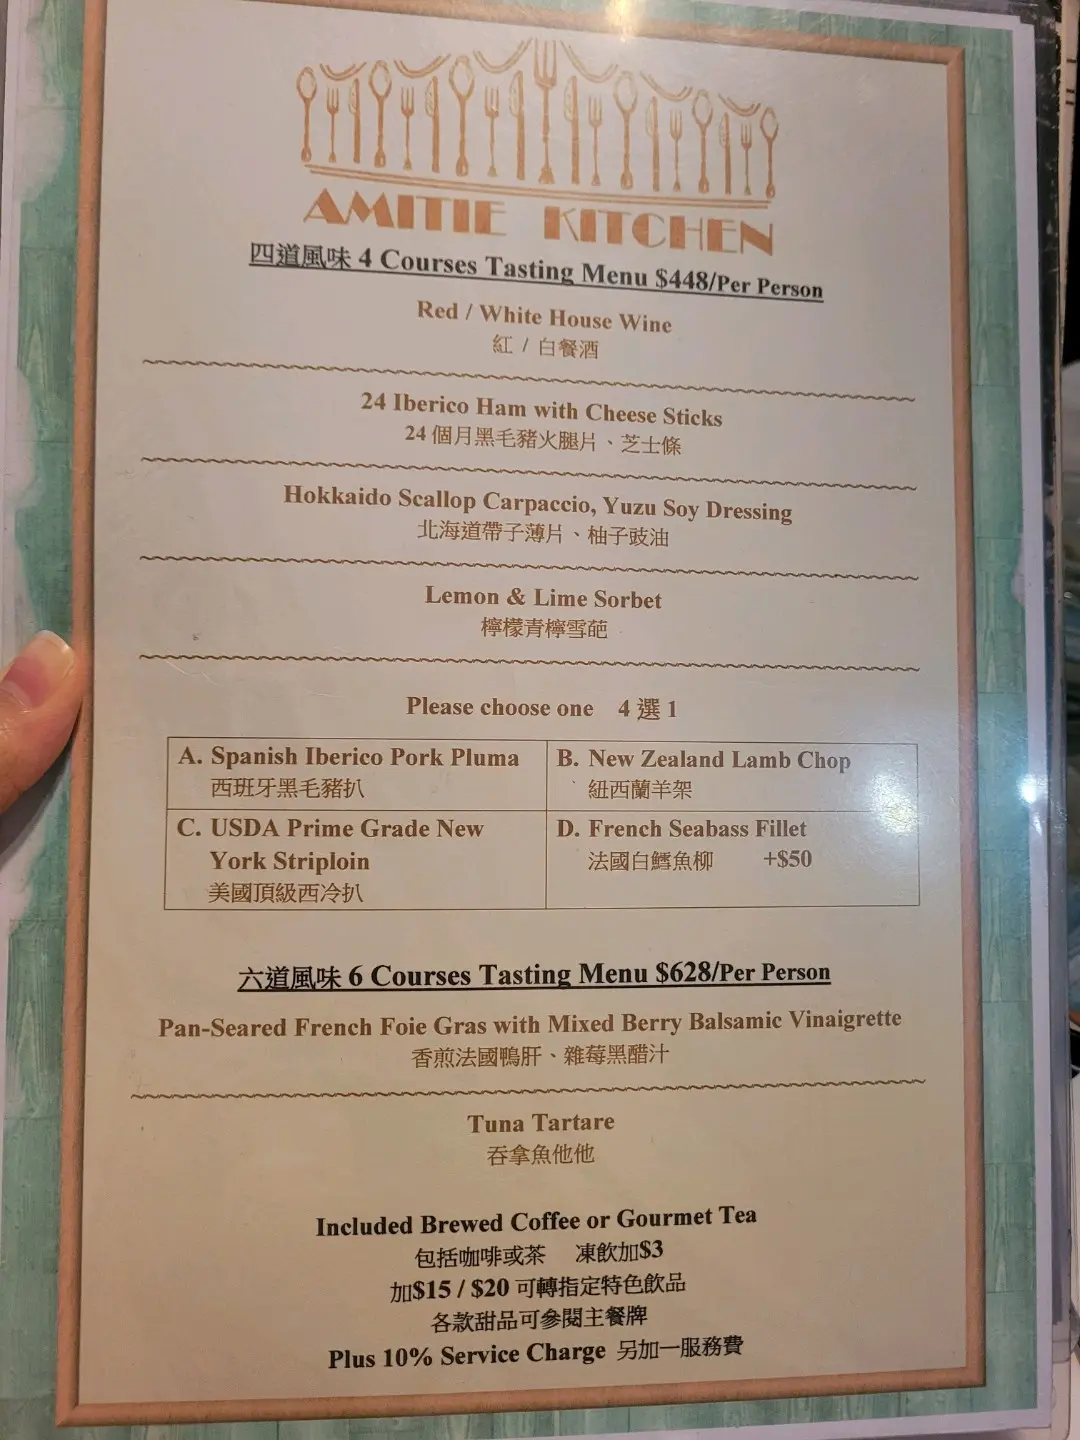 AMITIE KITCHEN
四道風味 4 Courses Tasting Menu $448/Per Person
Red / White House Wine
紅 / 白餐酒
24 Iberico Ham with Cheese Sticks
24 個月黑毛豬火腿片、芝士條
Hokkaido Scallop Carpaccio, Yuzu Soy Dressing
北海道帶子薄片、柚子豉油
Lemon & Lime Sorbet
檸檬青檸雪葩
Please choose one 4 選 1
A. Spanish Iberico Pork Pluma
西班牙黑毛豬扒
B. New Zealand Lamb Chop
紐西蘭羊架
C. USDA Prime Grade New
York Striploin
美國頂級西冷扒
D. French Seabass Fillet
法國白鱈魚柳 +$50
六道風味 6 Courses Tasting Menu $628/Per Person
Pan-Seared French Foie Gras with Mixed Berry Balsamic Vinaigrette
香煎法國鴨肝、雜莓黑醋汁
Tuna Tartare
吞拿魚他他
Included Brewed Coffee or Gourmet Tea
包括咖啡或茶 凍飲加$3
加$15 / $20 可轉指定特色飲品
各款甜品可參閱主餐牌
Plus 10% Service Charge 另加一服務費